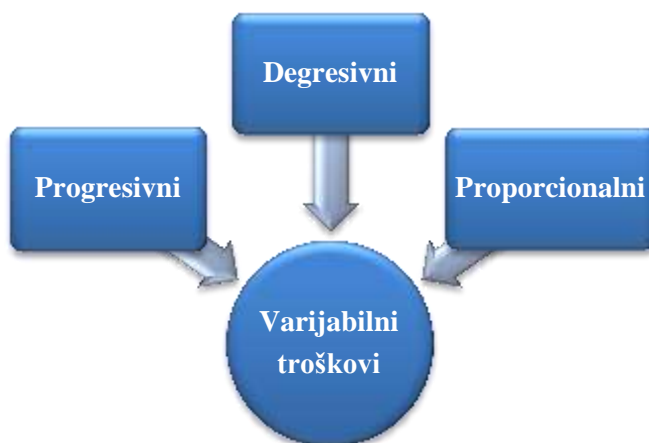 Degresivni
Progresivni
Proporcionalni
Varijabilni
troškovi